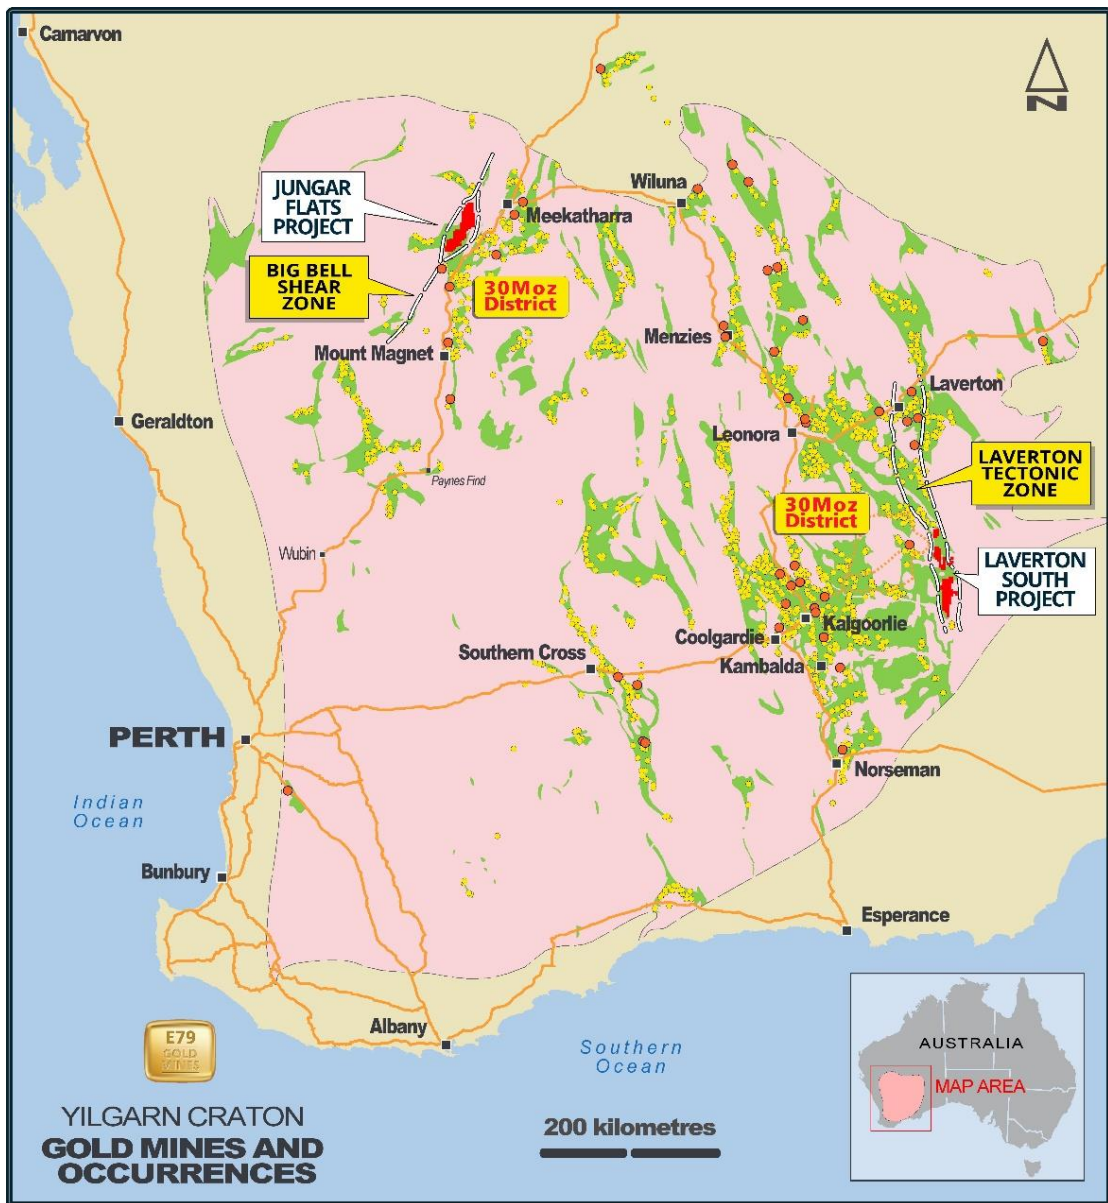 Carnarvon
N
JUNGAR
FLATS
PROJECT
Meekatharra
Wiluna
BIG BELL
SHEAR
ZONE
30Moz
District
Mount Magnet
Menzies
Laverton
Geraldton
Leonora
LAVERTON
TECTONIC
ZONE
Paynes Find
30Moz
District
Wubin
LAVERTON
SOUTH
PROJECT
Kalgoorlie
Coolgardie
Southern Cross
Kambalda
PERTH
Norseman
Indian
Ocean
Bunbury
Esperance
Albany
E79
GOLD
MINES
Southern
Ocean
AUSTRALIA
MAP AREA
YILGARN CRATON
GOLD MINES AND
OCCURRENCES
200 kilometres